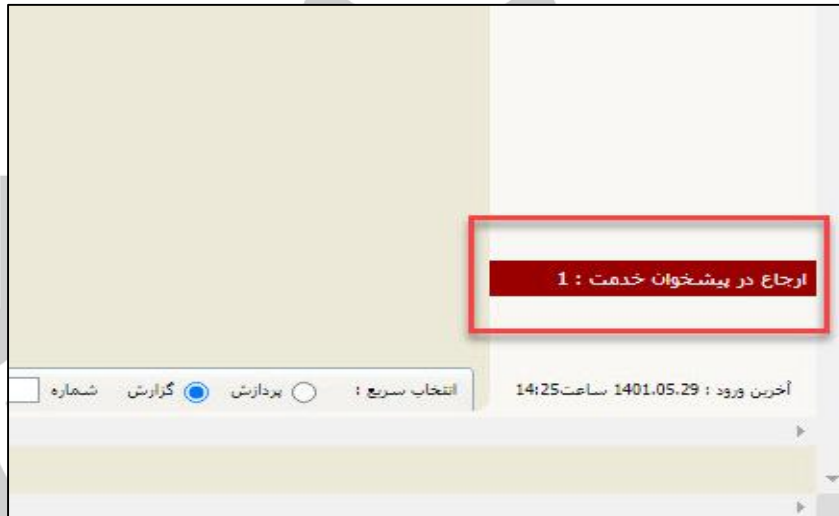 ارجاع در پیشخوان خدمت : 1
آخرین ورود : 1401.05.29 ساعت14:25
انتخاب سریع : پردازش گزارش شماره